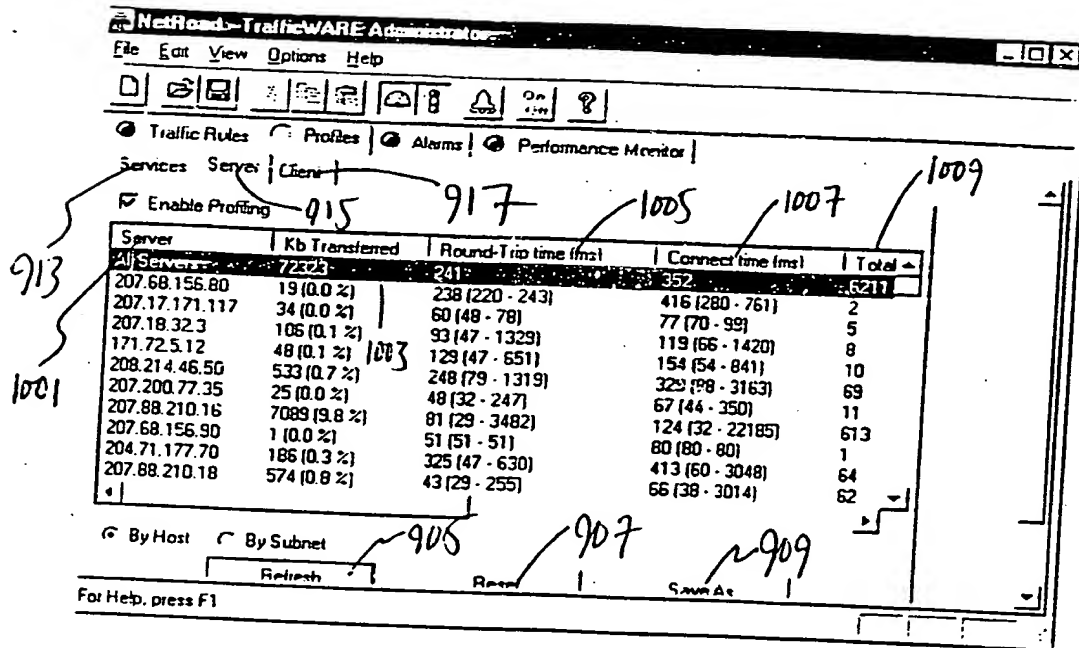 NetRoad - TrafficWARE Administrator
File Edit View Options Help
Traffic Rules Profiles Alarms Performance Monitor
1009
Services Server Client
Enable Profiling 915 917 1005 1007
913
Server Kb Transferred Round-Trip time (ms) Connect time (ms) Total
All Servers 72323 241 352 6211
207.68.156.80 19 (0.0 %) 238 (220 - 243) 416 (280 - 761) 2
207.17.171.117 34 (0.0 %) 60 (48 - 78) 77 (70 - 99) 5
207.18.32.3 106 (0.1 %) 93 (47 - 1329) 119 (66 - 1420) 8
171.72.5.12 48 (0.1 %) 1003 129 (47 - 651) 154 (54 - 841) 10
1001 208.214.46.50 533 (0.7 %) 248 (79 - 1319) 329 (98 - 3163) 69
207.200.77.35 25 (0.0 %) 48 (32 - 247) 67 (44 - 350) 11
207.88.210.16 7089 (9.8 %) 81 (29 - 3482) 124 (32 - 22185) 613
207.68.156.90 1 (0.0 %) 51 (51 - 51) 80 (80 - 80) 1
204.71.177.70 186 (0.3 %) 325 (47 - 630) 413 (60 - 3048) 64
207.88.210.18 574 (0.8 %) 43 (29 - 255) 66 (38 - 3014) 62
By Host By Subnet 905 907 909
Refresh Reset Save As
For Help, press F1